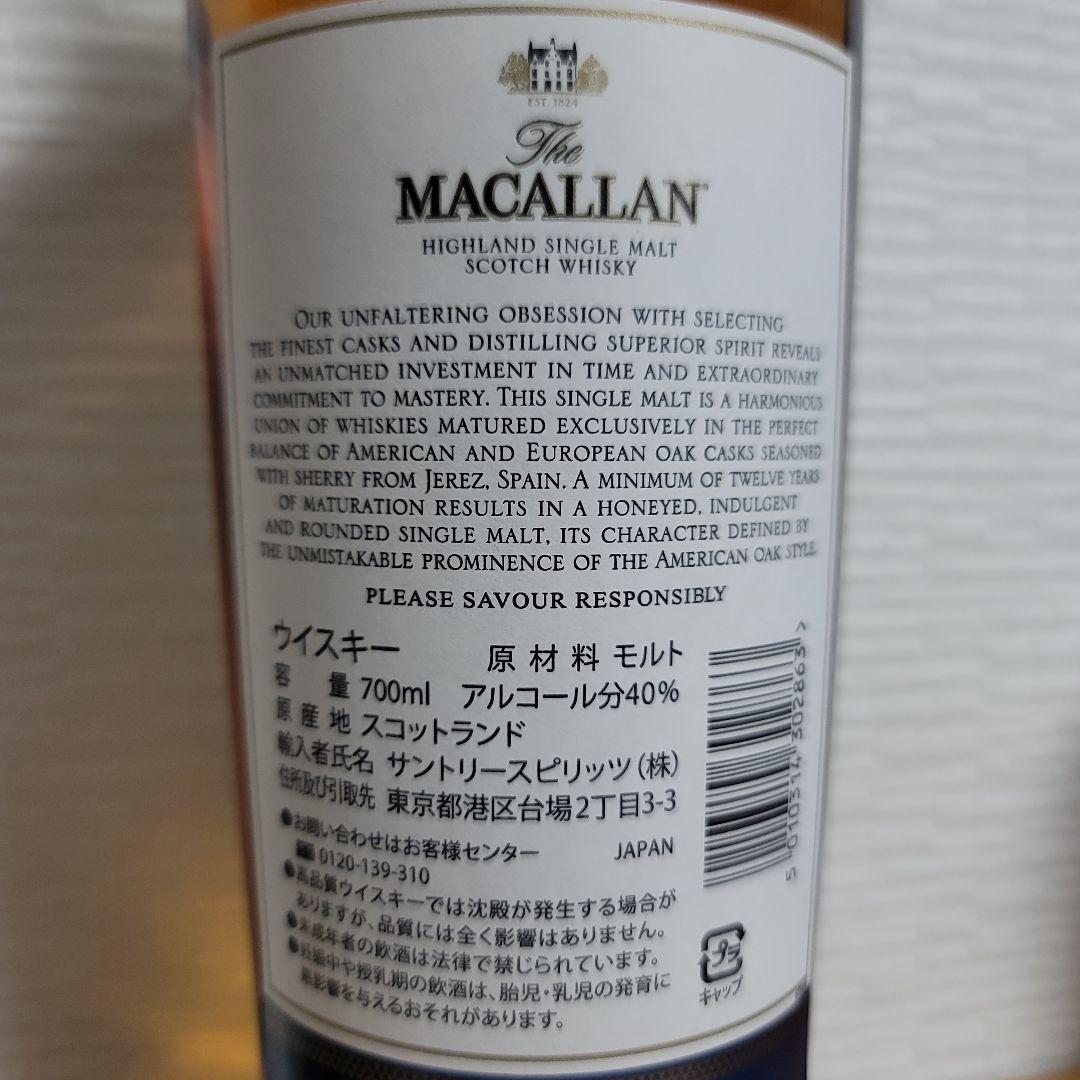 EST. 1824
The
MACALLAN
HIGHLAND SINGLE MALT
SCOTCH WHISKY
OUR UNFALTERING OBSESSION WITH SELECTING
THE FINEST CASKS AND DISTILLING SUPERIOR SPIRIT REVEALS
AN UNMATCHED INVESTMENT IN TIME AND EXTRAORDINARY
COMMITMENT TO MASTERY. THIS SINGLE MALT IS A HARMONIOUS
UNION OF WHISKIES MATURED EXCLUSIVELY IN THE PERFECT
BALANCE OF AMERICAN AND EUROPEAN OAK CASKS SEASONED
WITH SHERRY FROM JEREZ, SPAIN. A MINIMUM OF TWELVE YEARS
OF MATURATION RESULTS IN A HONEYED, INDULGENT
AND ROUNDED SINGLE MALT, ITS CHARACTER DEFINED BY
THE UNMISTAKABLE PROMINENCE OF THE AMERICAN OAK STYLE.
PLEASE SAVOUR RESPONSIBLY
ウイスキー 原材料 モルト
容量 700ml アルコール分40%
原産地 スコットランド
輸入者氏名 サントリースピリッツ(株)
住所及び引取先 東京都港区台場2丁目3-3
●お問い合わせはお客様センター JAPAN
0120-139-310
●高品質ウイスキーでは沈殿が発生する場合が
ありますが、品質には全く影響はありません。
●未成年者の飲酒は法律で禁じられています。
●妊娠中や授乳期の飲酒は、胎児・乳児の発育に
悪影響を与えるおそれがあります。
5 010314 302863 >
プラ
キャップ